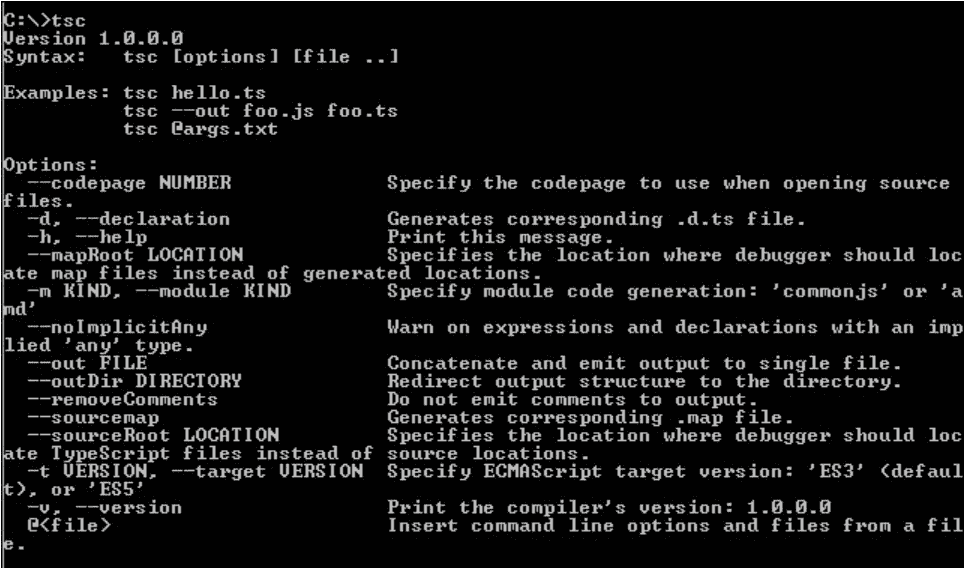 C:\>tsc
Version 1.0.0.0
Syntax:   tsc [options] [file ..]
Examples: tsc hello.ts
          tsc --out foo.js foo.ts
          tsc @args.txt
Options:
  --codepage NUMBER             Specify the codepage to use when opening source
files.
  -d, --declaration             Generates corresponding .d.ts file.
  -h, --help                    Print this message.
  --mapRoot LOCATION            Specifies the location where debugger should loc
ate map files instead of generated locations.
  -m KIND, --module KIND        Specify module code generation: 'commonjs' or 'a
md'
  --noImplicitAny               Warn on expressions and declarations with an imp
lied 'any' type.
  --out FILE                    Concatenate and emit output to single file.
  --outDir DIRECTORY            Redirect output structure to the directory.
  --removeComments              Do not emit comments to output.
  --sourcemap                   Generates corresponding .map file.
  --sourceRoot LOCATION         Specifies the location where debugger should loc
ate TypeScript files instead of source locations.
  -t VERSION, --target VERSION  Specify ECMAScript target version: 'ES3' (defaul
t), or 'ES5'
  -v, --version                 Print the compiler's version: 1.0.0.0
  @<file>                       Insert command line options and files from a fil
e.